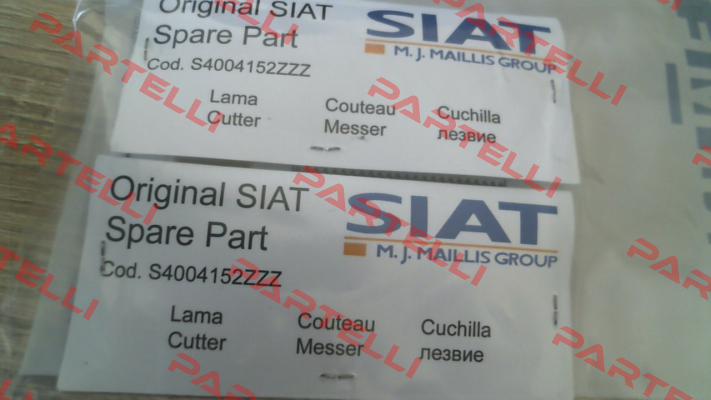 Original SIAT
Spare Part
Cod. S4004152ZZZ
SIAT
M. J. MAILLIS GROUP
Lama Couteau Cuchilla
Cutter Messer лезвие
Original SIAT
Spare Part
Cod. S4004152ZZZ
SIAT
M. J. MAILLIS GROUP
Lama Couteau Cuchilla
Cutter Messer лезвие
PARTELLI
PARTELLI
PARTELLI
PARTELLI
PARTELLI
PARTELLI